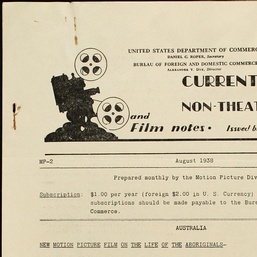 UNITED STATES DEPARTMENT OF COMMER
DANIEL C. ROPER, Secretary
BUREAU OF FOREIGN AND DOMESTIC COMMERC
ALEXANDER V. DYE, Director
CURRENT
NON-THEAT
and
Film notes. Issued b
MP-2 August 1938
Prepared monthly by the Motion Picture Div
Subscription: $1.00 per year (foreign $2.00 in U. S. Currency)
subscriptions should be made payable to the Bure
Commerce.
AUSTRALIA
NEW MOTION PICTURE FILM ON THE LIFE OF THE ABORIGINALS-